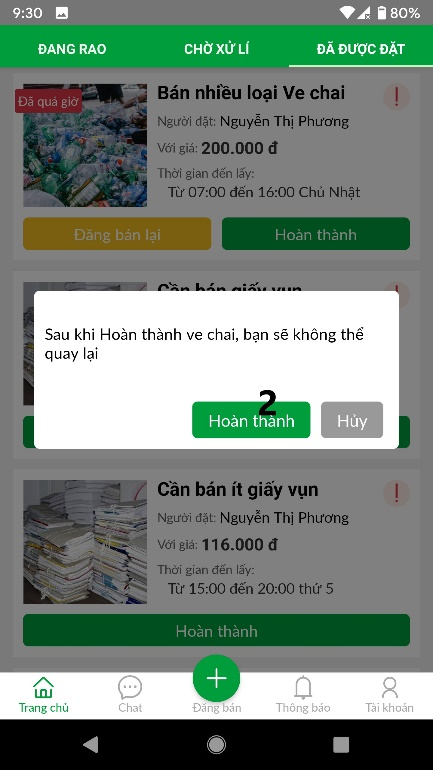 9:30
80%
ĐANG RAO
CHỜ XỬ LÍ
ĐÃ ĐƯỢC ĐẶT
Đã quá giờ
Bán nhiều loại Ve chai
Người đặt: Nguyễn Thị Phương
Với giá: 200.000 đ
Thời gian đến lấy:
Từ 07:00 đến 16:00 Chủ Nhật
Đăng bán lại
Hoàn thành
Cần bán giấy vụn
Sau khi Hoàn thành ve chai, bạn sẽ không thể
quay lại
2
Hoàn thành
Hủy
Cần bán ít giấy vụn
Người đặt: Nguyễn Thị Phương
Với giá: 116.000 đ
Thời gian đến lấy:
Từ 15:00 đến 20:00 thứ 5
Hoàn thành
Trang chủ
Chat
Đăng bán
Thông báo
Tài khoản